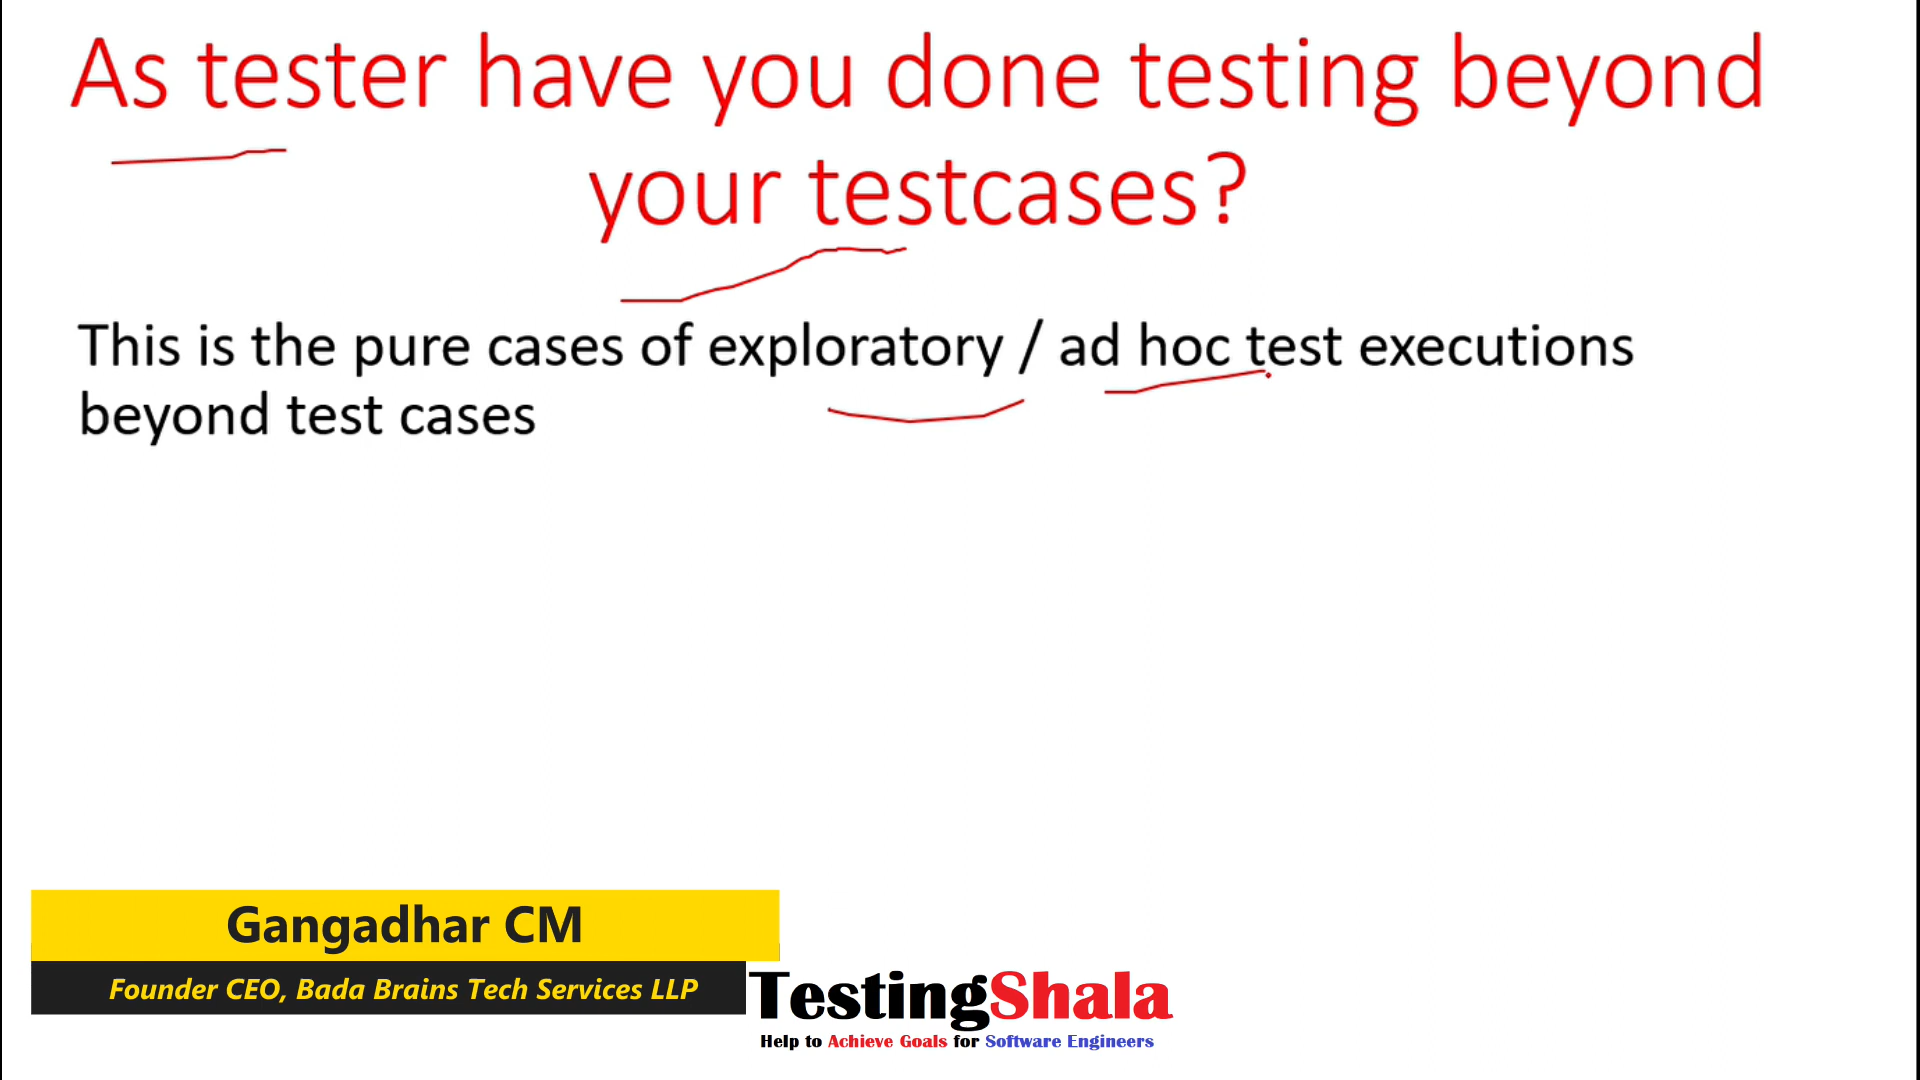 As tester have you done testing beyond
your testcases?
This is the pure cases of exploratory / ad hoc test executions
beyond test cases
Gangadhar CM
Founder CEO, Bada Brains Tech Services LLP
TestingShala
Help to Achieve Goals for Software Engineers